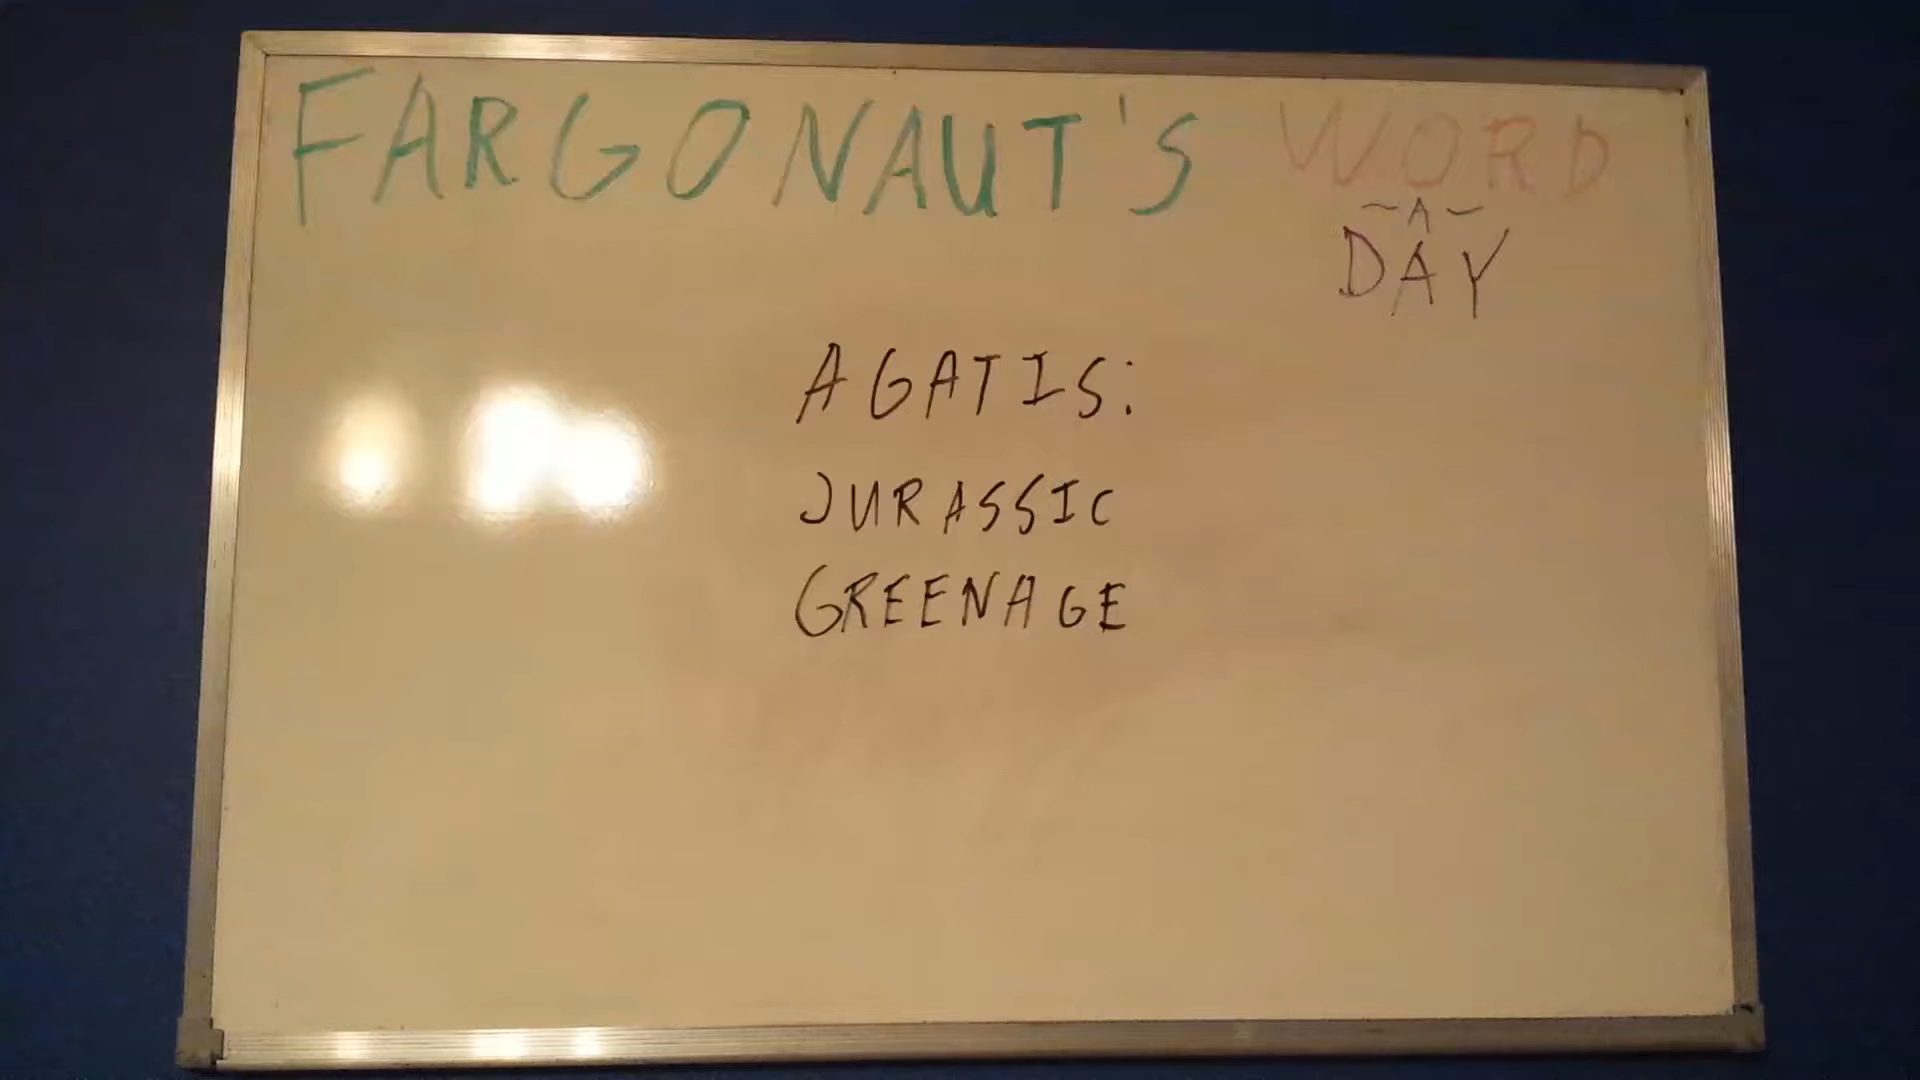 FARGONAUT'S WORD
~A~
DAY
AGATIS:
JURASSIC
GREENAGE